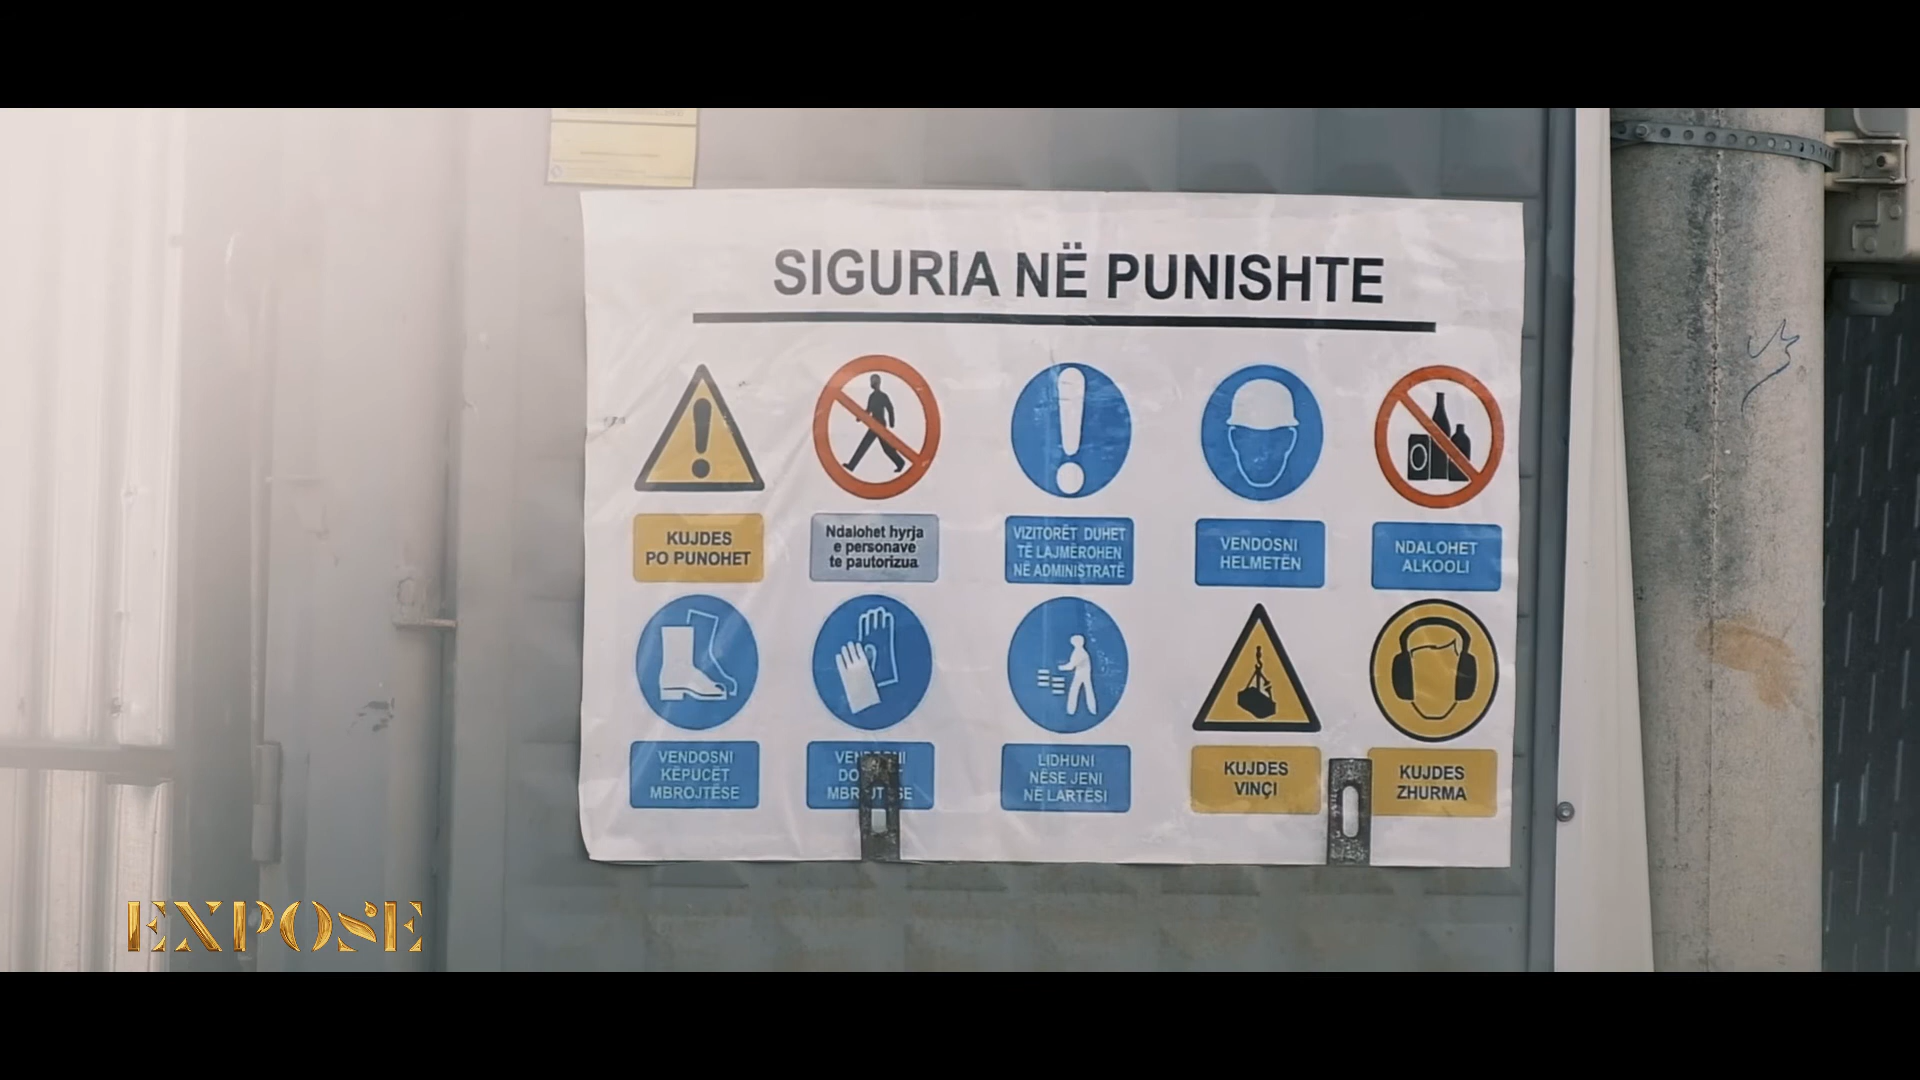 SIGURIA NË PUNISHTE
KUJDES
PO PUNOHET
Ndalohet hyrja
e personave
te pautorizua
VIZITORËT DUHET
TË LAJMËROHEN
NË ADMINISTRATË
VENDOSNI
HELMETËN
NDALOHET
ALKOOLI
VENDOSNI
KËPUCËT
MBROJTËSE
LIDHUNI
NËSE JENI
NË LARTËSI
KUJDES
VINÇI
KUJDES
ZHURMA
EXPOSE